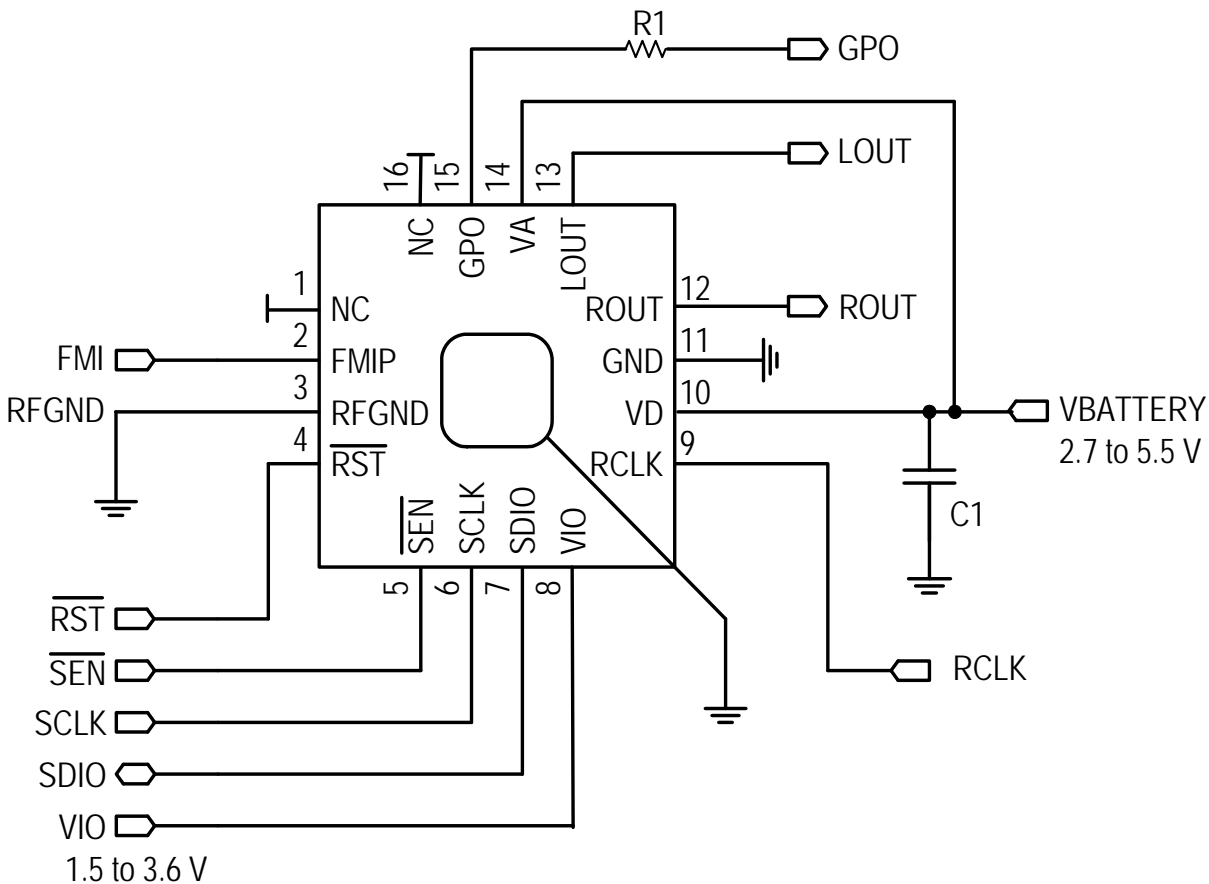 R1
GPO
LOUT
16
15
14
13
NC
GPO
VA
LOUT
1
NC
12
ROUT
ROUT
FMI
2
FMIP
11
GND
RFGND
3
RFGND
10
VD
VBATTERY
2.7 to 5.5 V
4
RST
9
RCLK
C1
SEN
SCLK
SDIO
VIO
5
6
7
8
RST
SEN
RCLK
SCLK
SDIO
VIO
1.5 to 3.6 V